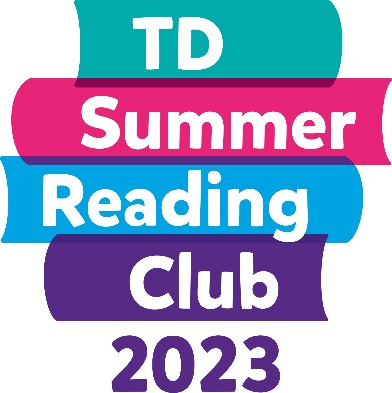 TD
Summer
Reading
Club
2023